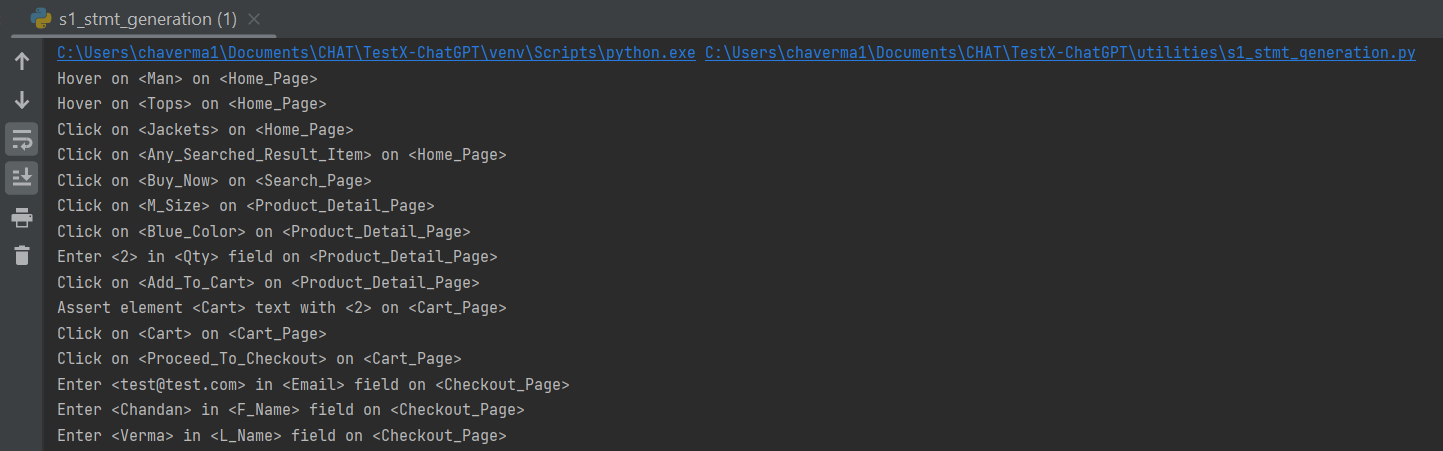 s1_stmt_generation (1)
C:\Users\chaverma1\Documents\CHAT\TestX-ChatGPT\venv\Scripts\python.exe C:\Users\chaverma1\Documents\CHAT\TestX-ChatGPT\utilities\s1_stmt_generation.py
Hover on <Man> on <Home_Page>
Hover on <Tops> on <Home_Page>
Click on <Jackets> on <Home_Page>
Click on <Any_Searched_Result_Item> on <Home_Page>
Click on <Buy_Now> on <Search_Page>
Click on <M_Size> on <Product_Detail_Page>
Click on <Blue_Color> on <Product_Detail_Page>
Enter <2> in <Qty> field on <Product_Detail_Page>
Click on <Add_To_Cart> on <Product_Detail_Page>
Assert element <Cart> text with <2> on <Cart_Page>
Click on <Cart> on <Cart_Page>
Click on <Proceed_To_Checkout> on <Cart_Page>
Enter <test@test.com> in <Email> field on <Checkout_Page>
Enter <Chandan> in <F_Name> field on <Checkout_Page>
Enter <Verma> in <L_Name> field on <Checkout_Page>